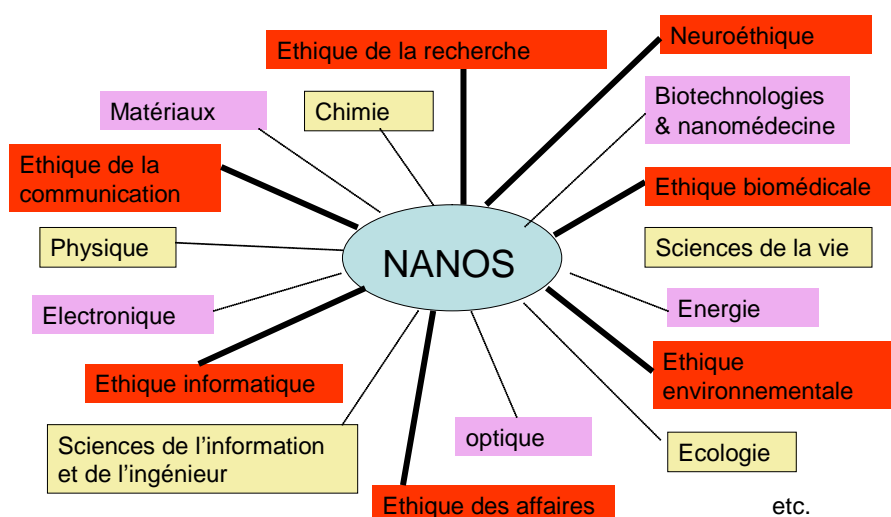 Ethique de la recherche
Neuroéthique
Matériaux
Chimie
Biotechnologies
& nanomédecine
Ethique de la
communication
Ethique biomédicale
Physique
NANOS
Sciences de la vie
Electronique
Energie
Ethique informatique
Ethique
environnementale
Sciences de l’information
et de l’ingénieur
optique
Ecologie
Ethique des affaires
etc.